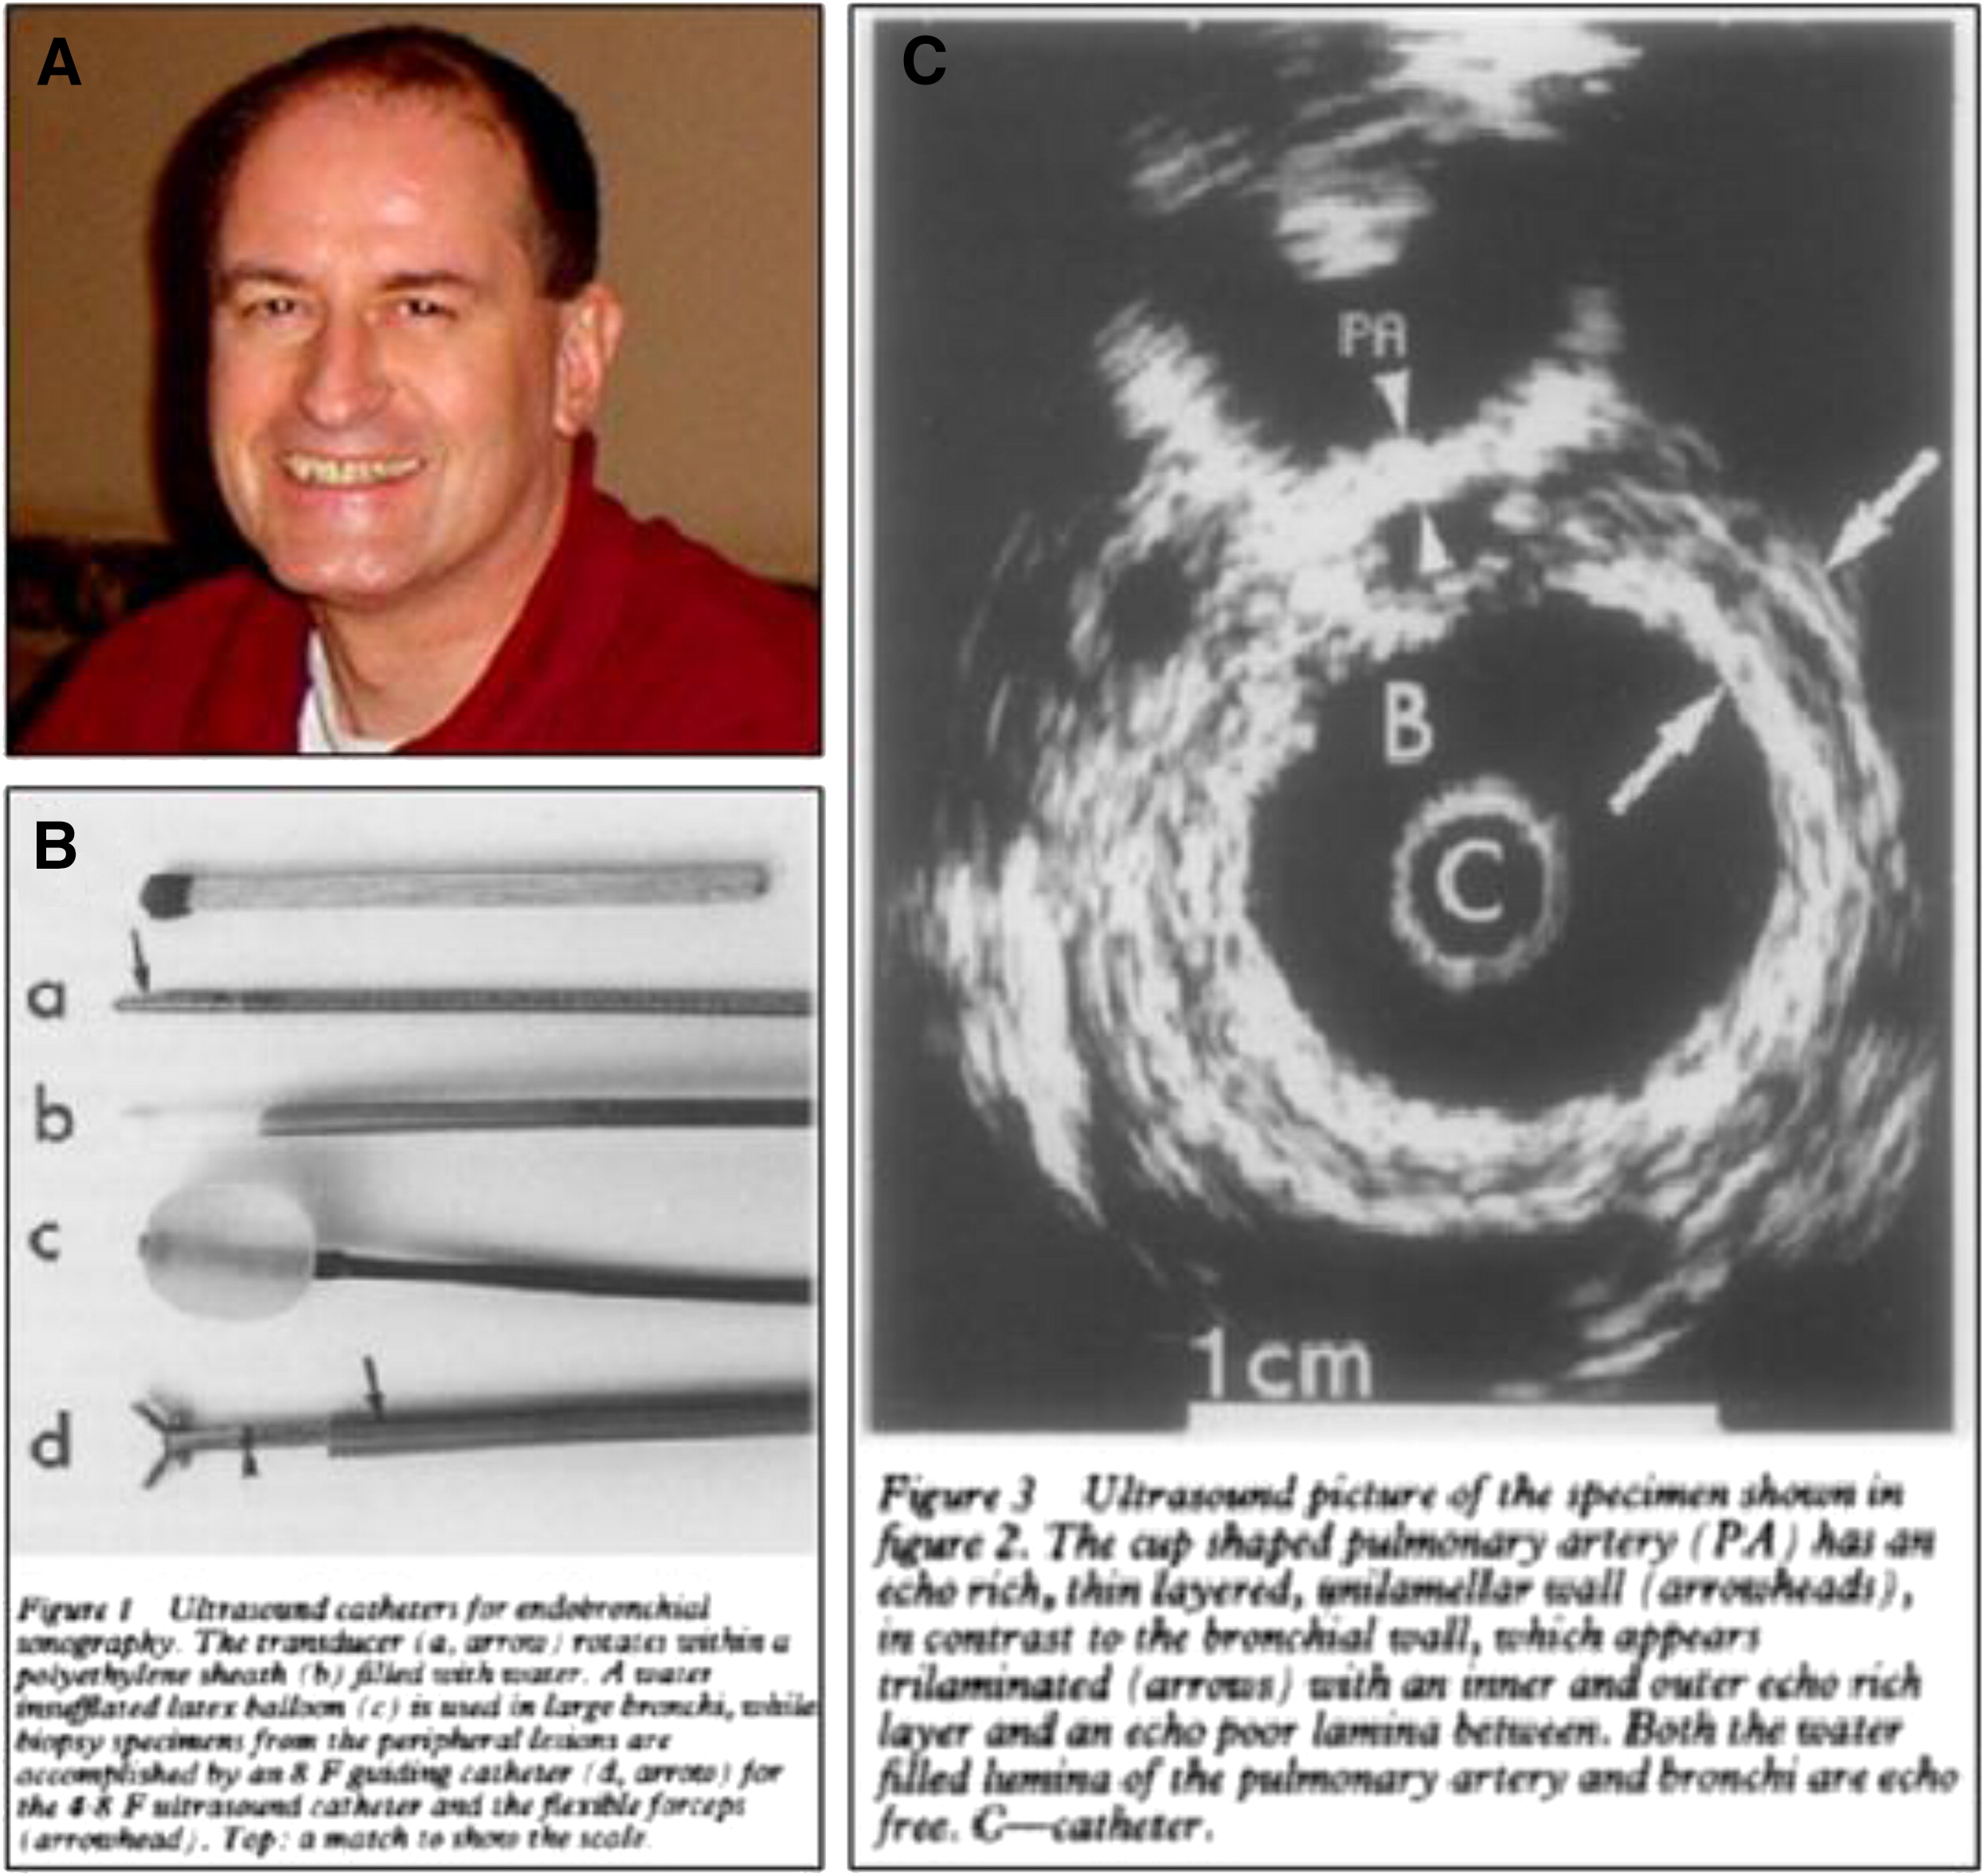 A
B
a
b
c
d
Figure 1 Ultrasound catheters for endobronchial
sonography. The transducer (a, arrow) rotates within a
polyethylene sheath (b) filled with water. A water
insufflated latex balloon (c) is used in large bronchi, while
biopsy specimens from the peripheral lesions are
accomplished by an 8 F guiding catheter (d, arrow) for
the 4·8 F ultrasound catheter and the flexible forceps
(arrowhead). Top: a match to show the scale.
C
PA
B
C
1cm
Figure 3 Ultrasound picture of the specimen shown in
figure 2. The cup shaped pulmonary artery (PA) has an
echo rich, thin layered, unilamellar wall (arrowheads),
in contrast to the bronchial wall, which appears
trilaminated (arrows) with an inner and outer echo rich
layer and an echo poor lamina between. Both the water
filled lumina of the pulmonary artery and bronchi are echo
free. C—catheter.